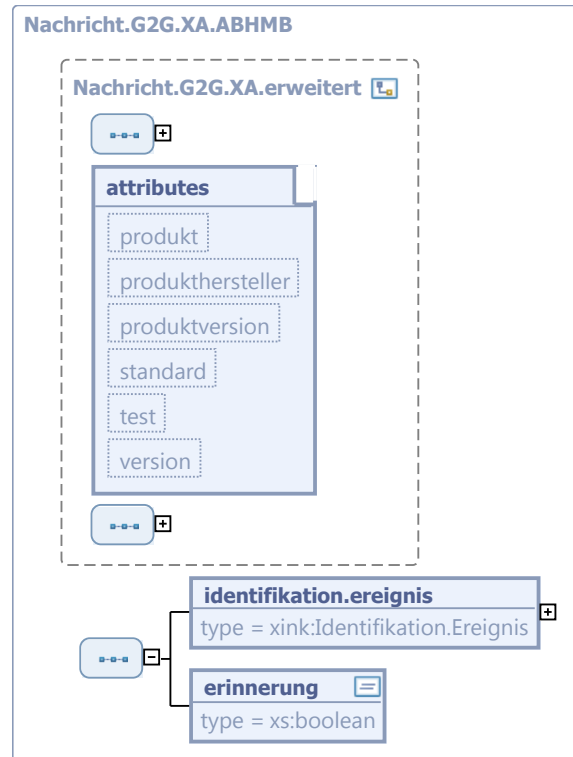 Nachricht.G2G.XA.ABHMB
Nachricht.G2G.XA.erweitert
attributes
produkt
produkthersteller
produktversion
standard
test
version
identifikation.ereignis
type = xink:Identifikation.Ereignis
erinnerung
type = xs:boolean